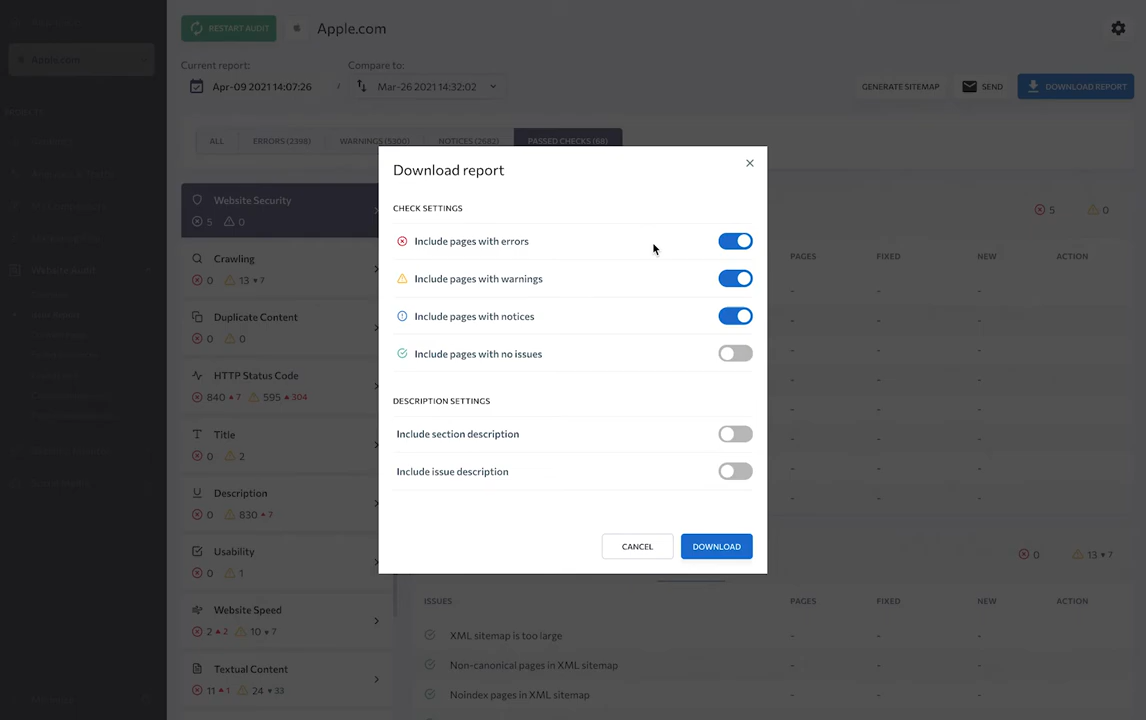 RESTART AUDIT
Apple.com
Apple.com
Current report:
Compare to:
Apr-09 2021 14:07:26
/
Mar-26 2021 14:32:02
GENERATE SITEMAP
SEND
DOWNLOAD REPORT
ALL
ERRORS (2398)
WARNINGS (5300)
NOTICES (2682)
PASSED CHECKS (68)
Website Security
5 0
Crawling
0 13 ▾ 7
Duplicate Content
0 0
HTTP Status Code
840 ▴ 7 595 ▴ 304
Title
0 2
Description
0 830 ▴ 7
Usability
0 1
Website Speed
2 ▴ 2 10 ▾ 7
Textual Content
11 ▴ 1 24 ▾ 33
Website Audit
Download report
CHECK SETTINGS
Include pages with errors
Include pages with warnings
Include pages with notices
Include pages with no issues
DESCRIPTION SETTINGS
Include section description
Include issue description
CANCEL
DOWNLOAD
5 0
PAGES FIXED NEW ACTION
0 13 ▾ 7
ISSUES PAGES FIXED NEW ACTION
XML sitemap is too large - - -
Non-canonical pages in XML sitemap - - -
Noindex pages in XML sitemap - - -